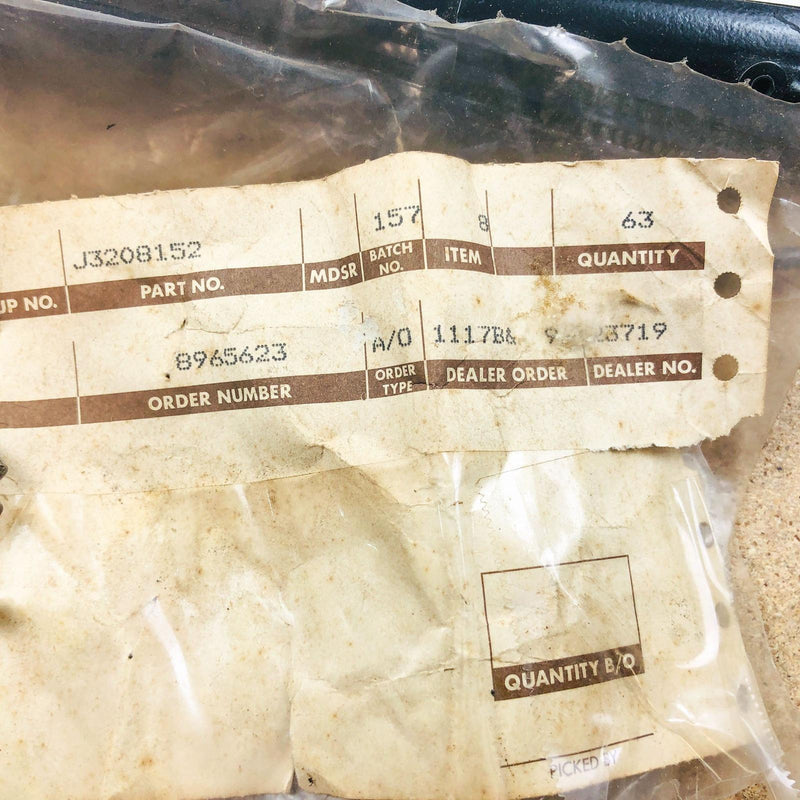 J3208152 157 8 63
UP NO. PART NO. MDSR BATCH NO. ITEM QUANTITY
8965623 A/O 1117B&
ORDER NUMBER ORDER TYPE DEALER ORDER DEALER NO.
QUANTITY B/O
PICKED BY